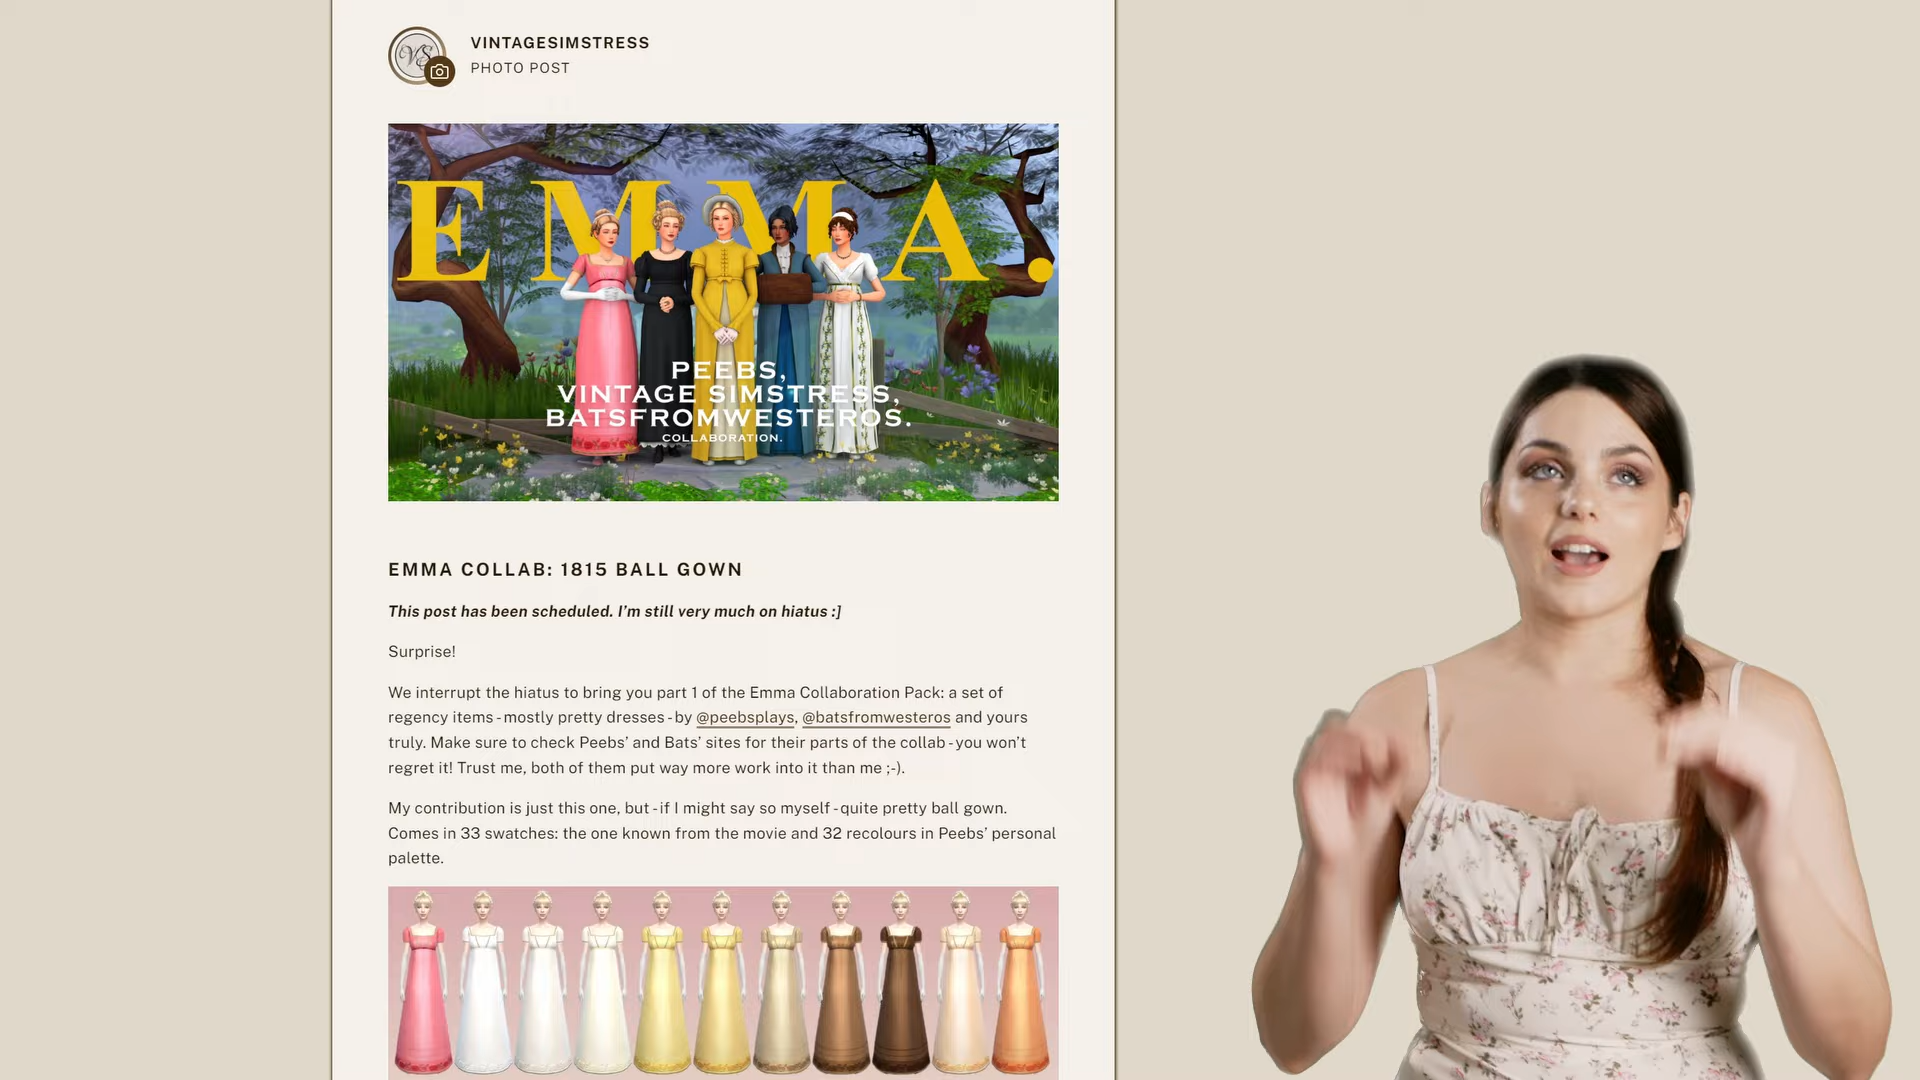 VS
VINTAGESIMSTRESS
PHOTO POST
EMMA.
PEEBS,
VINTAGE SIMSTRESS,
BATSFROMWESTEROS.
COLLABORATION.
EMMA COLLAB: 1815 BALL GOWN
This post has been scheduled. I’m still very much on hiatus :]
Surprise!
We interrupt the hiatus to bring you part 1 of the Emma Collaboration Pack: a set of
regency items - mostly pretty dresses - by @peebsplays, @batsfromwesteros and yours
truly. Make sure to check Peebs’ and Bats’ sites for their parts of the collab - you won’t
regret it! Trust me, both of them put way more work into it than me ;-).
My contribution is just this one, but - if I might say so myself - quite pretty ball gown.
Comes in 33 swatches: the one known from the movie and 32 recolours in Peebs’ personal
palette.